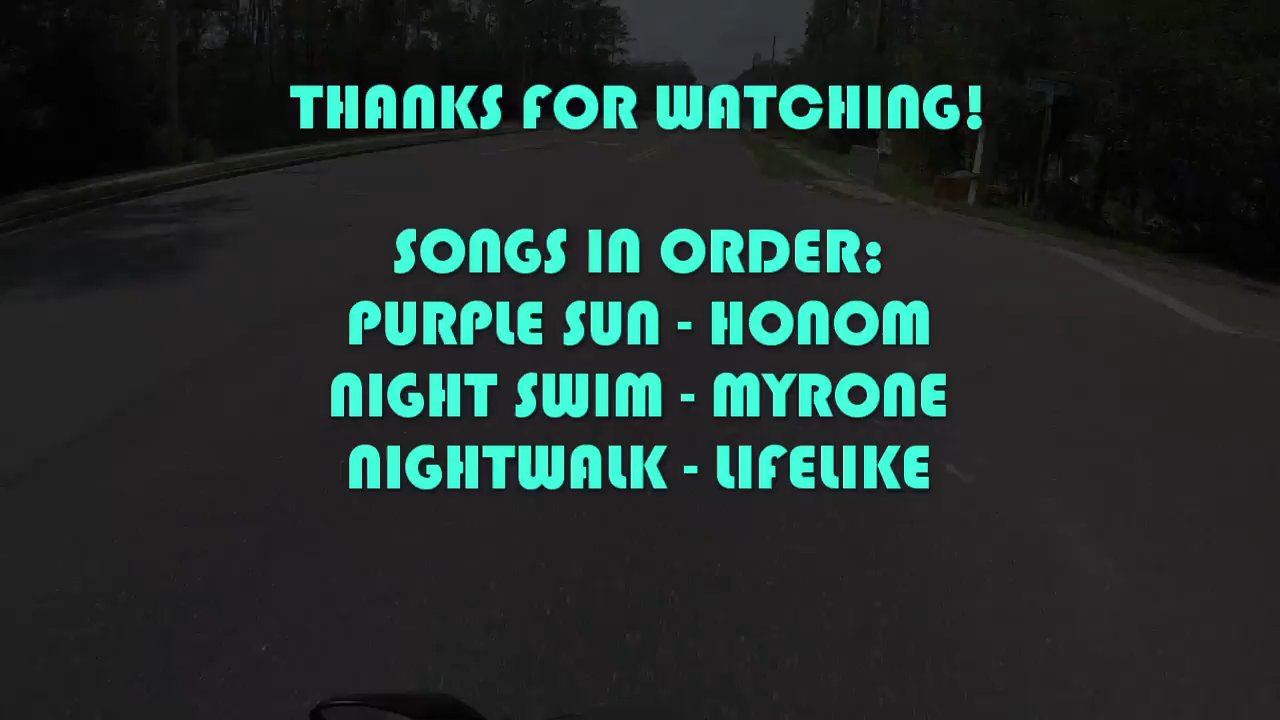 THANKS FOR WATCHING!
SONGS IN ORDER:
PURPLE SUN - HONOM
NIGHT SWIM - MYRONE
NIGHTWALK - LIFELIKE